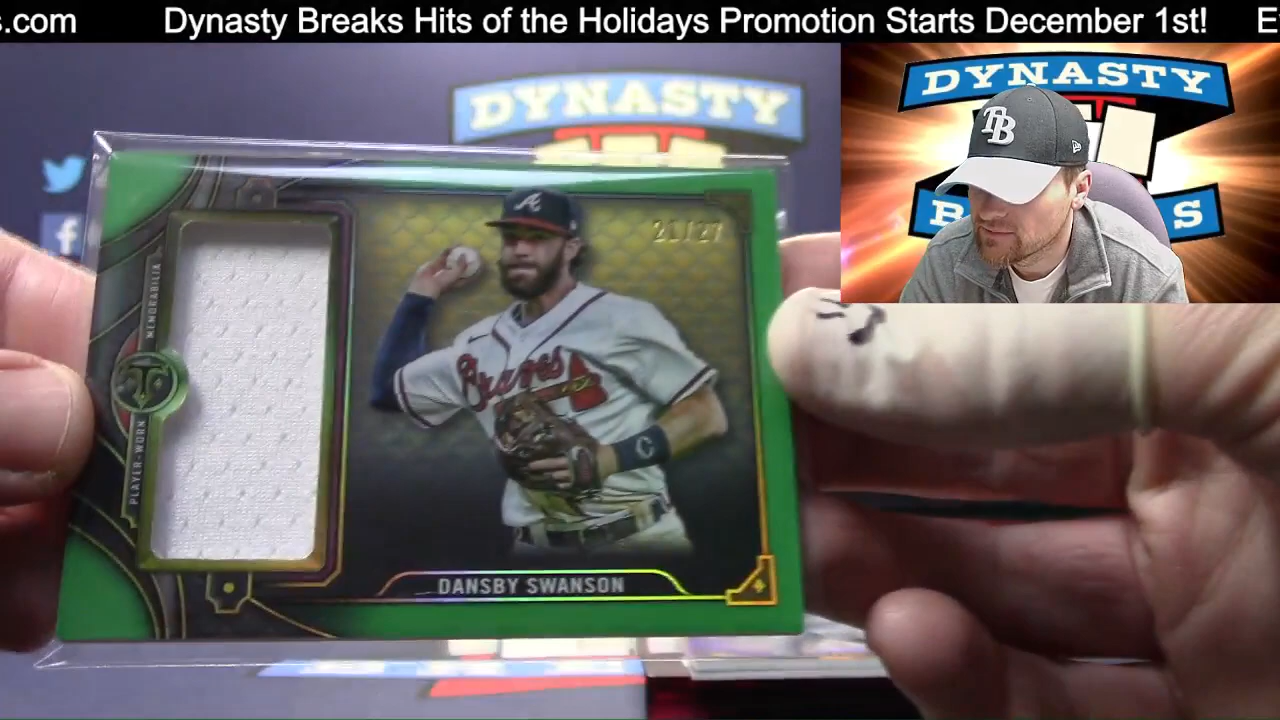 s.com Dynasty Breaks Hits of the Holidays Promotion Starts December 1st! E
DYNASTY
DYNASTY
TB
B S
f
A
MEMORABILIA
PLAYER-WORN
Braves
C
DANSBY SWANSON